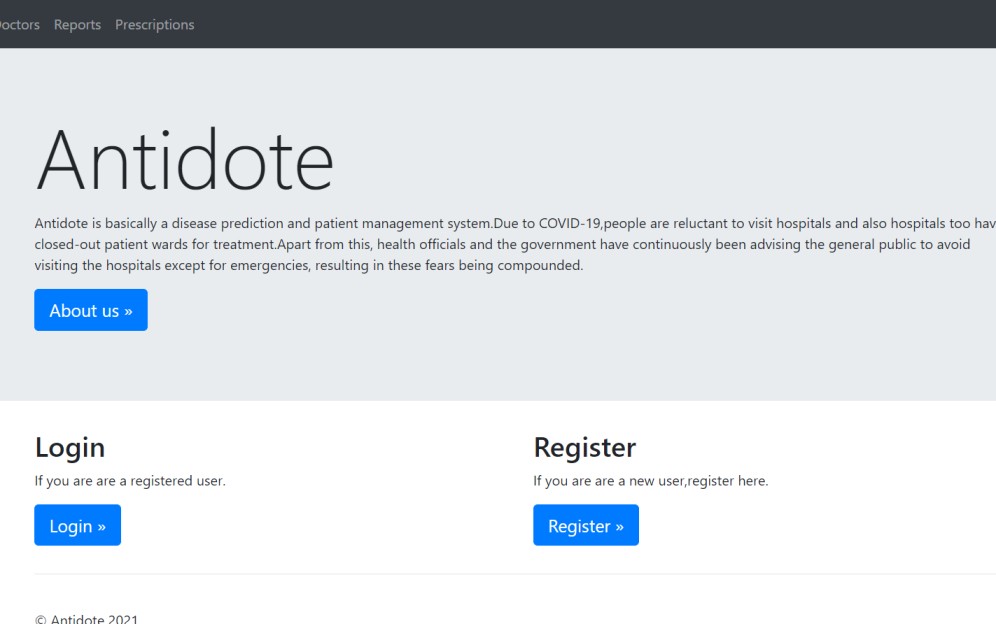 octors Reports Prescriptions
Antidote
Antidote is basically a disease prediction and patient management system.Due to COVID-19,people are reluctant to visit hospitals and also hospitals too hav
closed-out patient wards for treatment.Apart from this, health officials and the government have continuously been advising the general public to avoid
visiting the hospitals except for emergencies, resulting in these fears being compounded.
About us »
Login
Register
If you are are a registered user.
If you are are a new user,register here.
Login »
Register »
© Antidote 2021